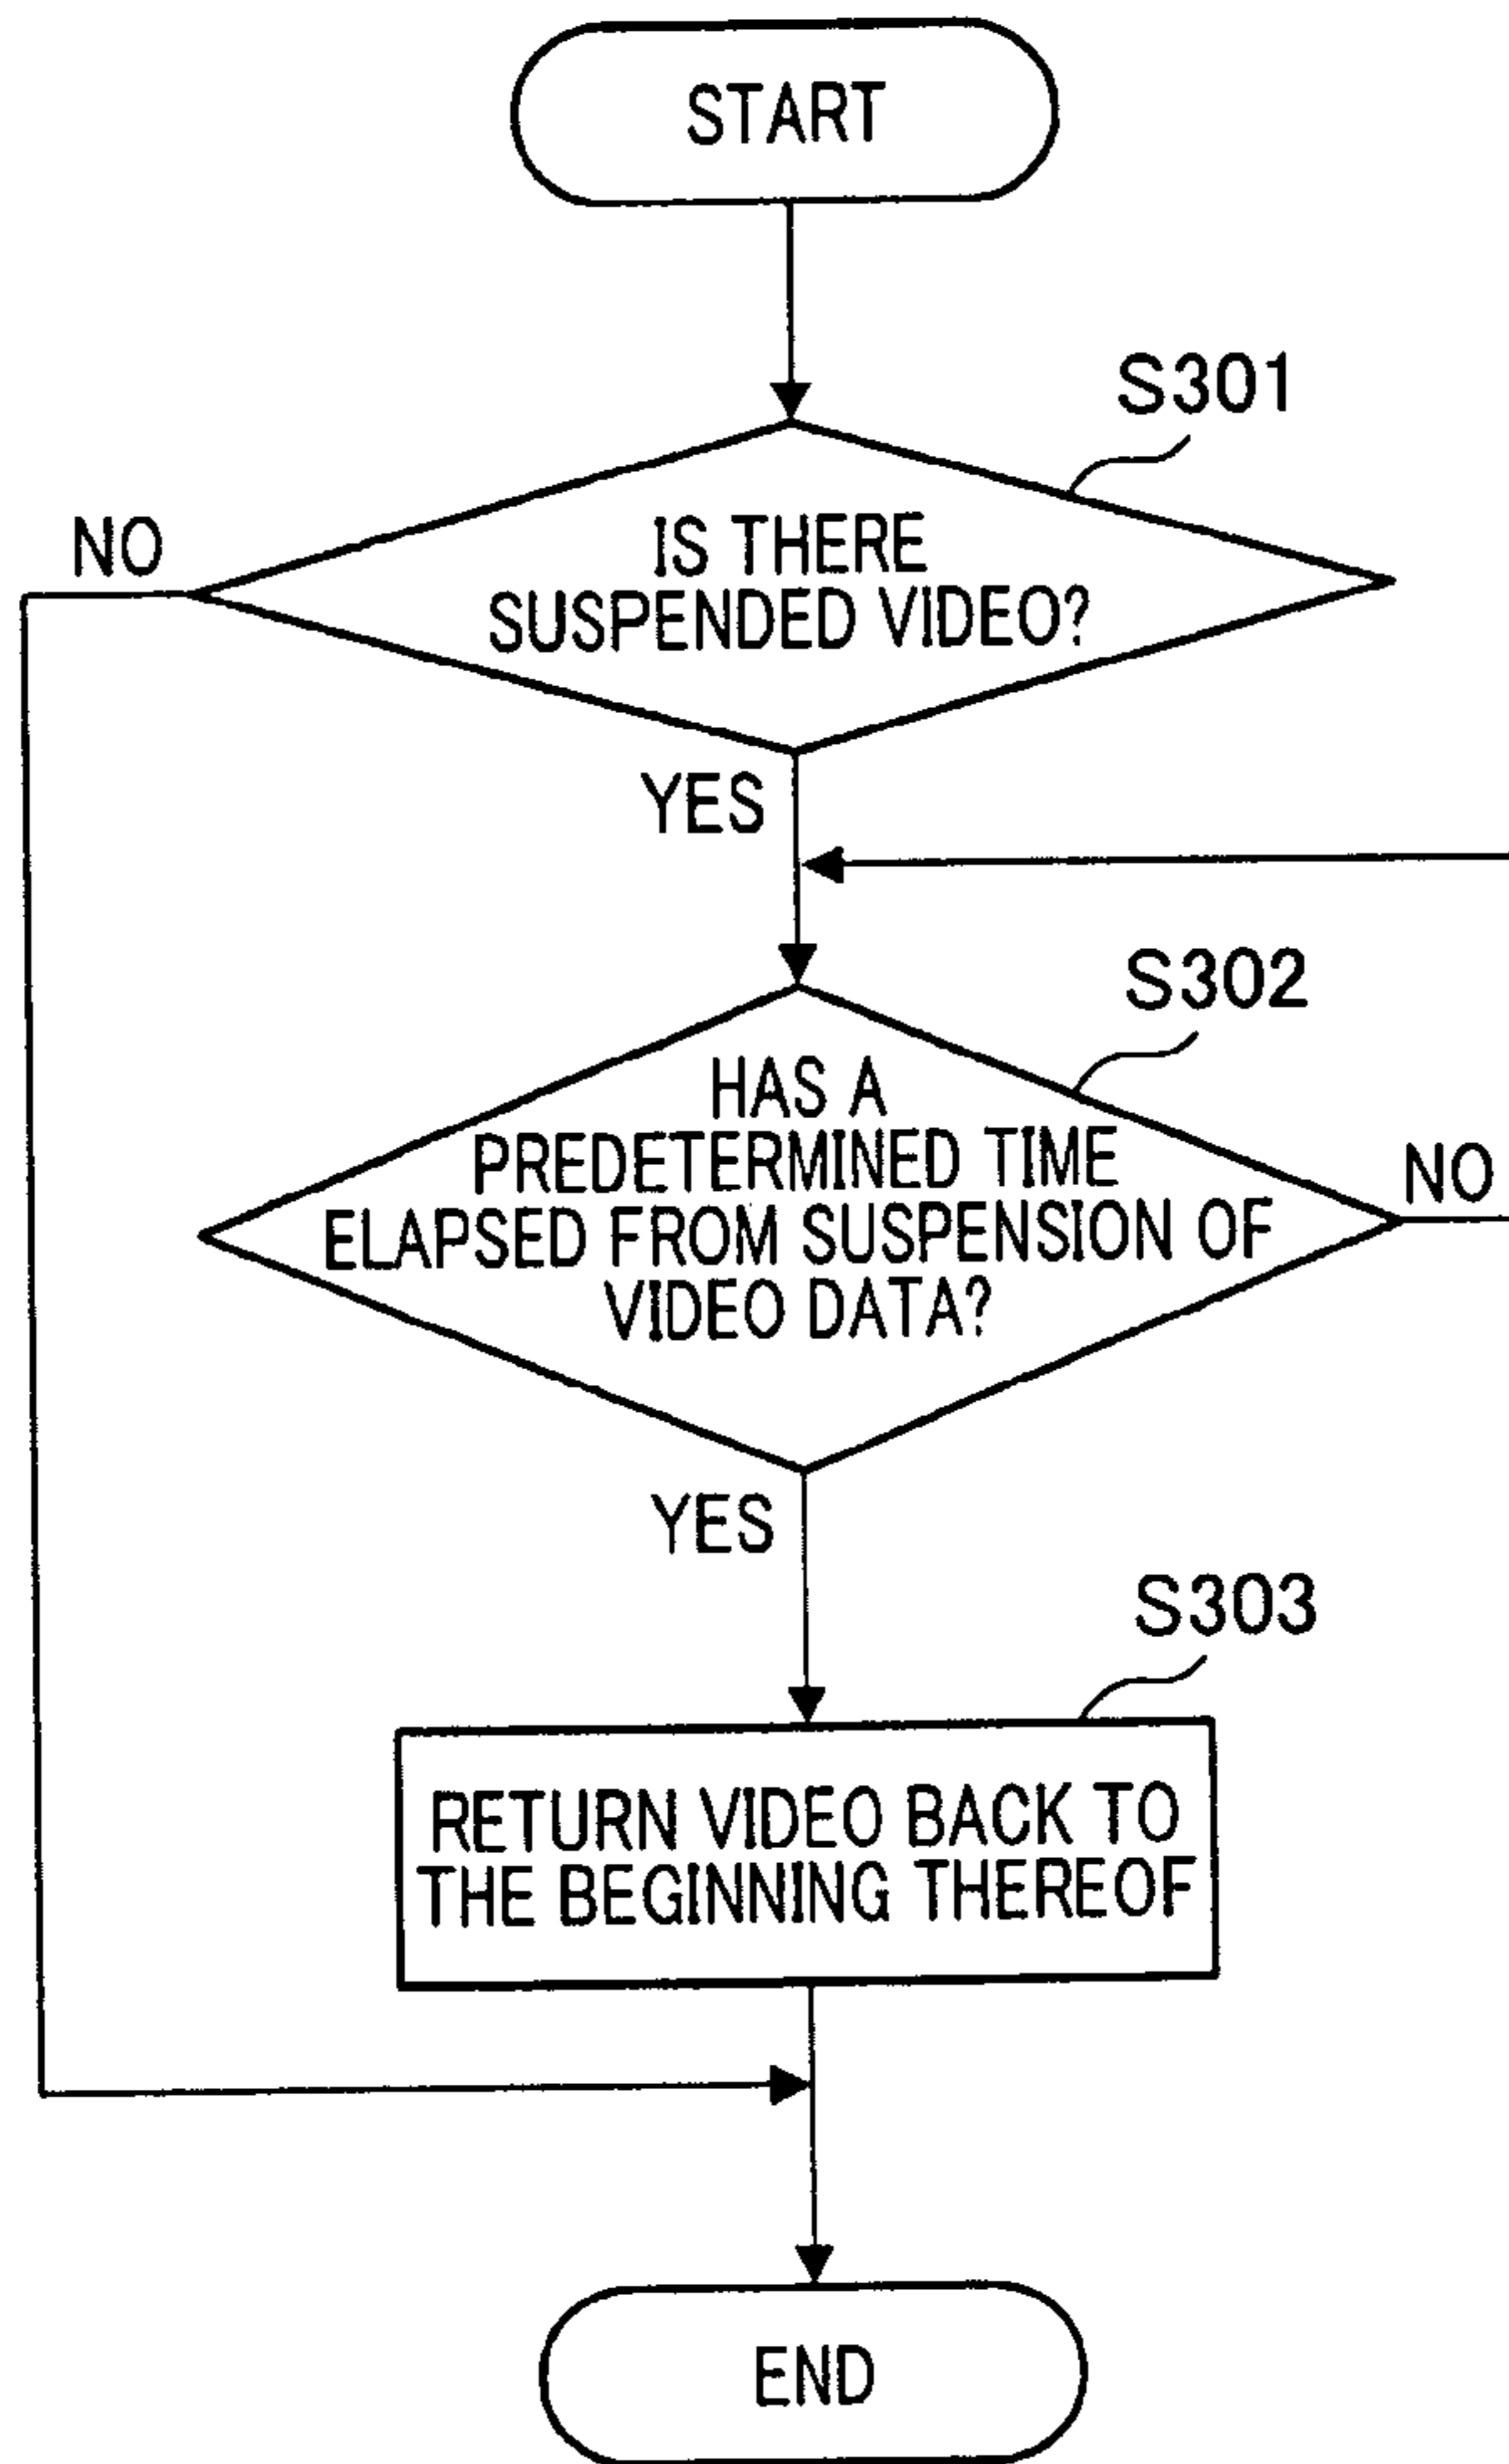 START
S301
NO
IS THERE
SUSPENDED VIDEO?
YES
S302
HAS A
PREDETERMINED TIME
ELAPSED FROM SUSPENSION OF
VIDEO DATA?
NO
YES
S303
RETURN VIDEO BACK TO
THE BEGINNING THEREOF
END